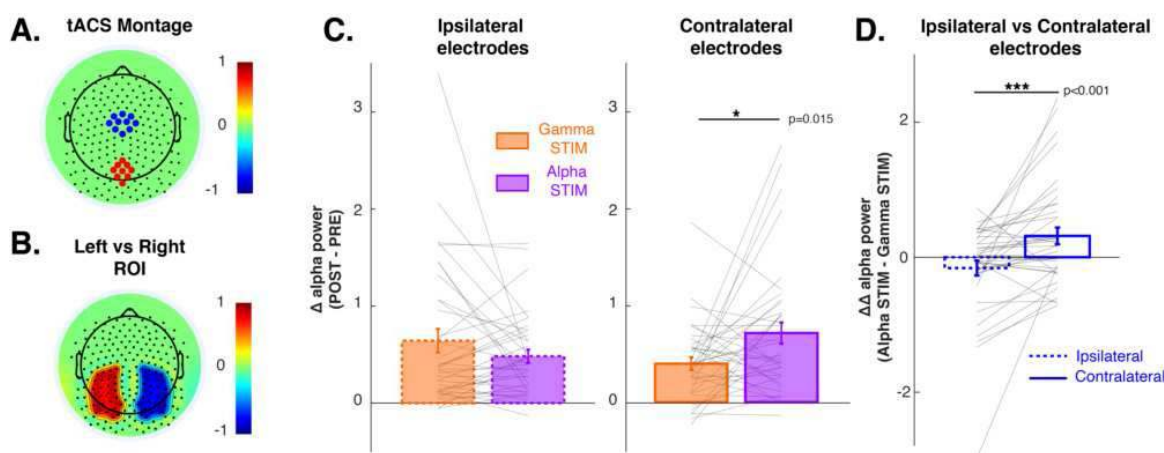 A.
tACS Montage
1
0
-1
B.
Left vs Right
ROI
1
0
-1
C.
Ipsilateral
electrodes
Contralateral
electrodes
Δ alpha power
(POST - PRE)
3
2
1
0
Gamma
STIM
Alpha
STIM
3
2
1
0
*
p=0.015
D.
Ipsilateral vs Contralateral
electrodes
ΔΔ alpha power
(Alpha STIM - Gamma STIM)
2
0
-2
***
p<0.001
Ipsilateral
Contralateral